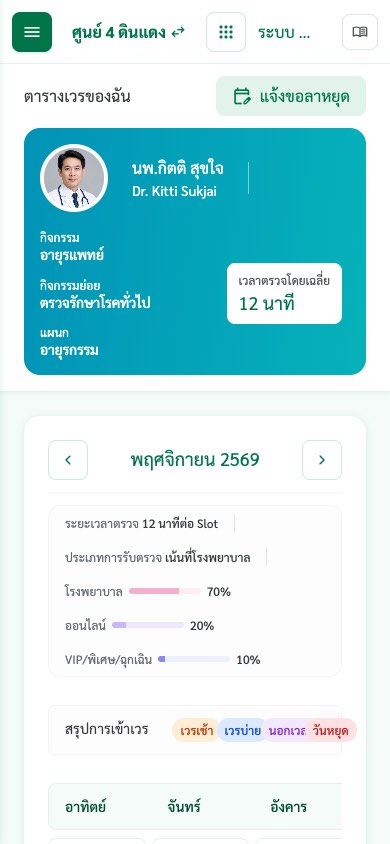 ศูนย์ 4 ดินแดง
ระบบ ...
ตารางเวรของฉัน
แจ้งขอลาหยุด
นพ.กิตติ สุขใจ
Dr. Kitti Sukjai
กิจกรรม
อายุรแพทย์
กิจกรรมย่อย
ตรวจรักษาโรคทั่วไป
แผนก
อายุรกรรม
เวลาตรวจโดยเฉลี่ย
12 นาที
พฤศจิกายน 2569
ระยะเวลาตรวจ 12 นาทีต่อ Slot
ประเภทการรับตรวจ เน้นที่โรงพยาบาล
โรงพยาบาล 70%
ออนไลน์ 20%
VIP/พิเศษ/ฉุกเฉิน 10%
สรุปการเข้าเวร เวรเช้า เวรบ่าย วันหยุด
อาทิตย์ จันทร์ อังคาร